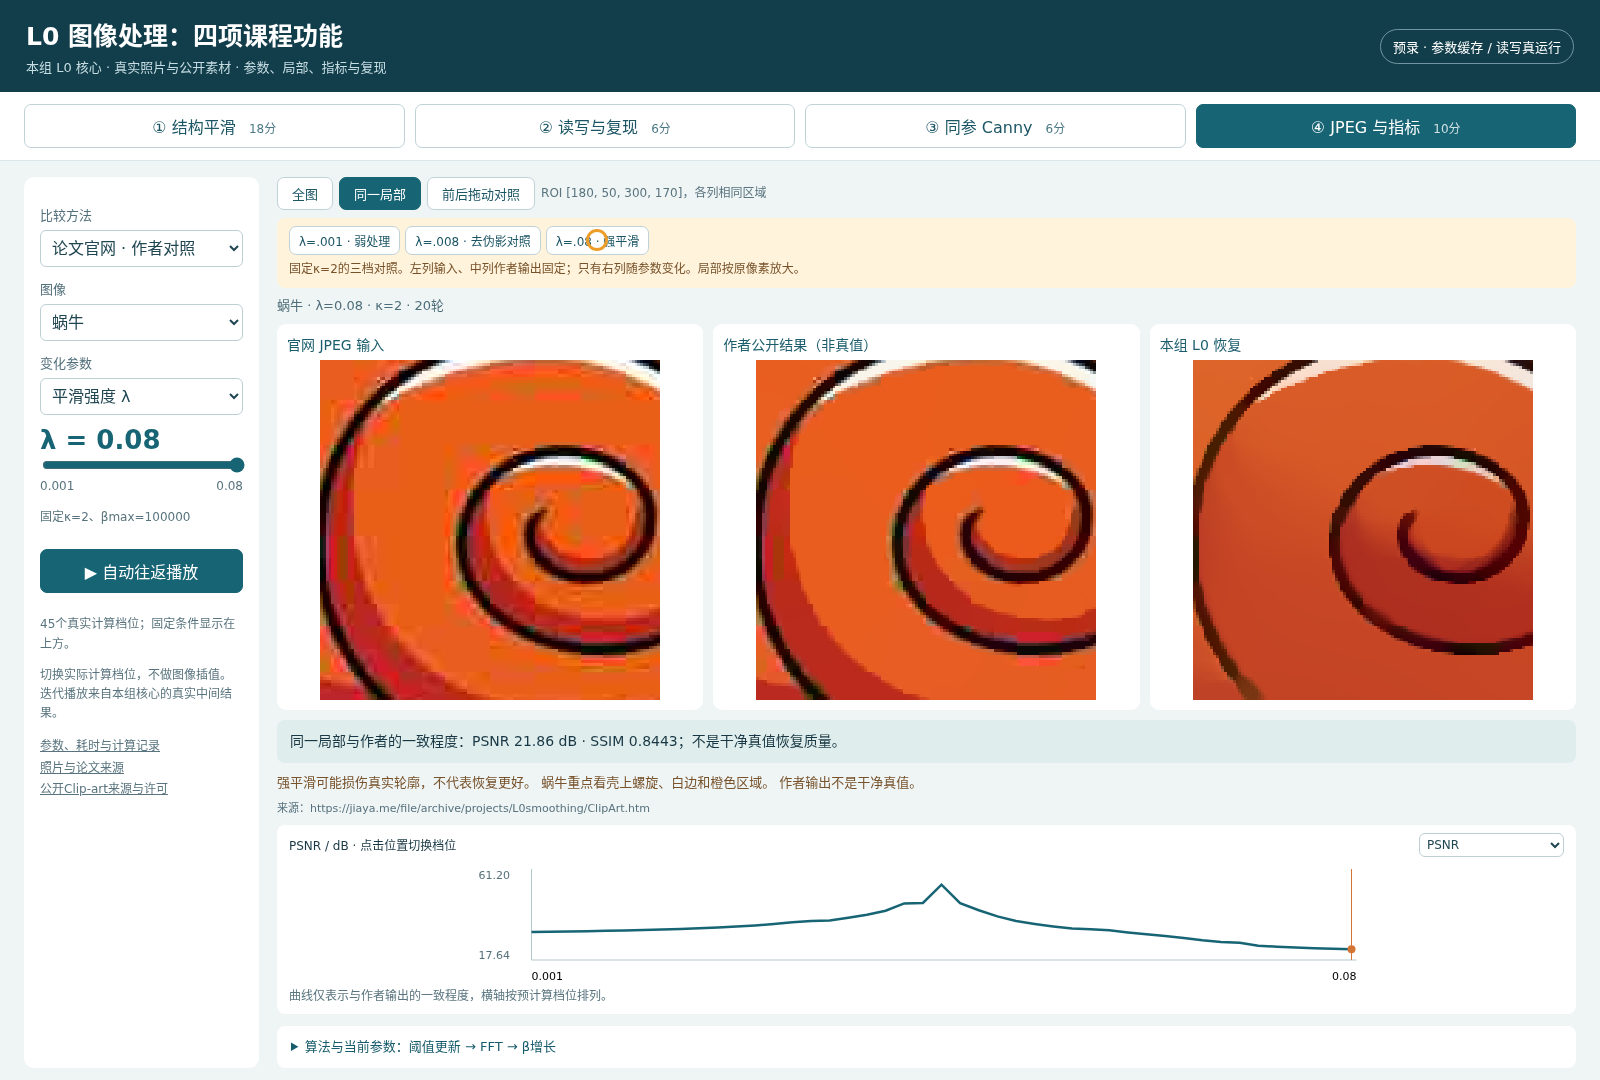 L0 图像处理：四项课程功能
本组 L0 核心 · 真实照片与公开素材 · 参数、局部、指标与复现
预录 · 参数缓存 / 读写真运行
① 结构平滑 18分
② 读写与复现 6分
③ 同参 Canny 6分
④ JPEG 与指标 10分
比较方法
论文官网 · 作者对照
图像
蜗牛
变化参数
平滑强度 λ
λ = 0.08
0.001 0.08
固定κ=2、βmax=100000
▶ 自动往返播放
45个真实计算档位；固定条件显示在
上方。
切换实际计算档位，不做图像插值。
迭代播放来自本组核心的真实中间结
果。
参数、耗时与计算记录
照片与论文来源
公开Clip-art来源与许可
全图 同一局部 前后拖动对照 ROI [180, 50, 300, 170]，各列相同区域
λ=.001 · 弱处理 λ=.008 · 去伪影对照 λ=.08 · 强平滑
固定κ=2的三档对照。左列输入、中列作者输出固定；只有右列随参数变化。局部按原像素放大。
蜗牛 · λ=0.08 · κ=2 · 20轮
官网 JPEG 输入
作者公开结果（非真值）
本组 L0 恢复
同一局部与作者的一致程度：PSNR 21.86 dB · SSIM 0.8443；不是干净真值恢复质量。
强平滑可能损伤真实轮廓，不代表恢复更好。 蜗牛重点看壳上螺旋、白边和橙色区域。 作者输出不是干净真值。
来源：https://jiaya.me/file/archive/projects/L0smoothing/ClipArt.htm
PSNR / dB · 点击位置切换档位
PSNR
61.20
17.64
0.001 0.08
曲线仅表示与作者输出的一致程度，横轴按预计算档位排列。
▶ 算法与当前参数：阈值更新 → FFT → β增长